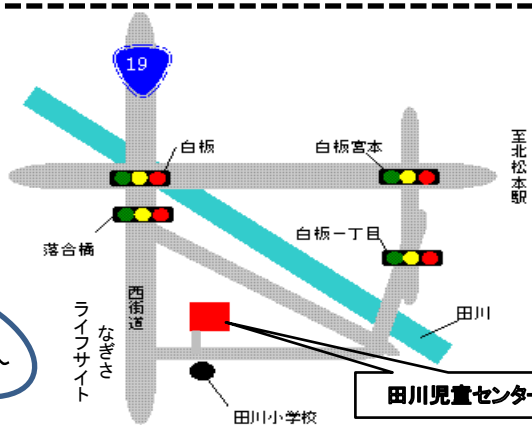 19
白板
白板宮本
至北松本駅
落合橋
白板一丁目
西街道
なぎさ
ライフサイト
田川
田川児童センター
田川小学校